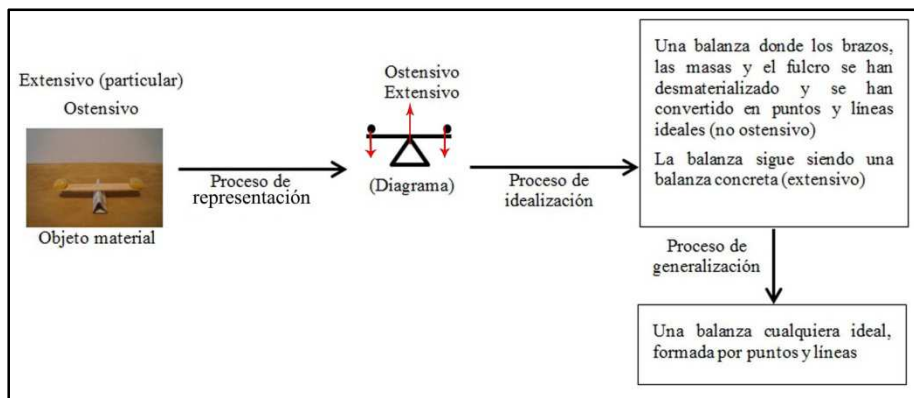 Extensivo (particular)
Ostensivo
Objeto material
Proceso de
representación
Ostensivo
Extensivo
(Diagrama)
Proceso de
idealización
Una balanza donde los brazos,
las masas y el fulcro se han
desmaterializado y se han
convertido en puntos y líneas
ideales (no ostensivo)
La balanza sigue siendo una
balanza concreta (extensivo)
Proceso de
generalización
Una balanza cualquiera ideal,
formada por puntos y líneas